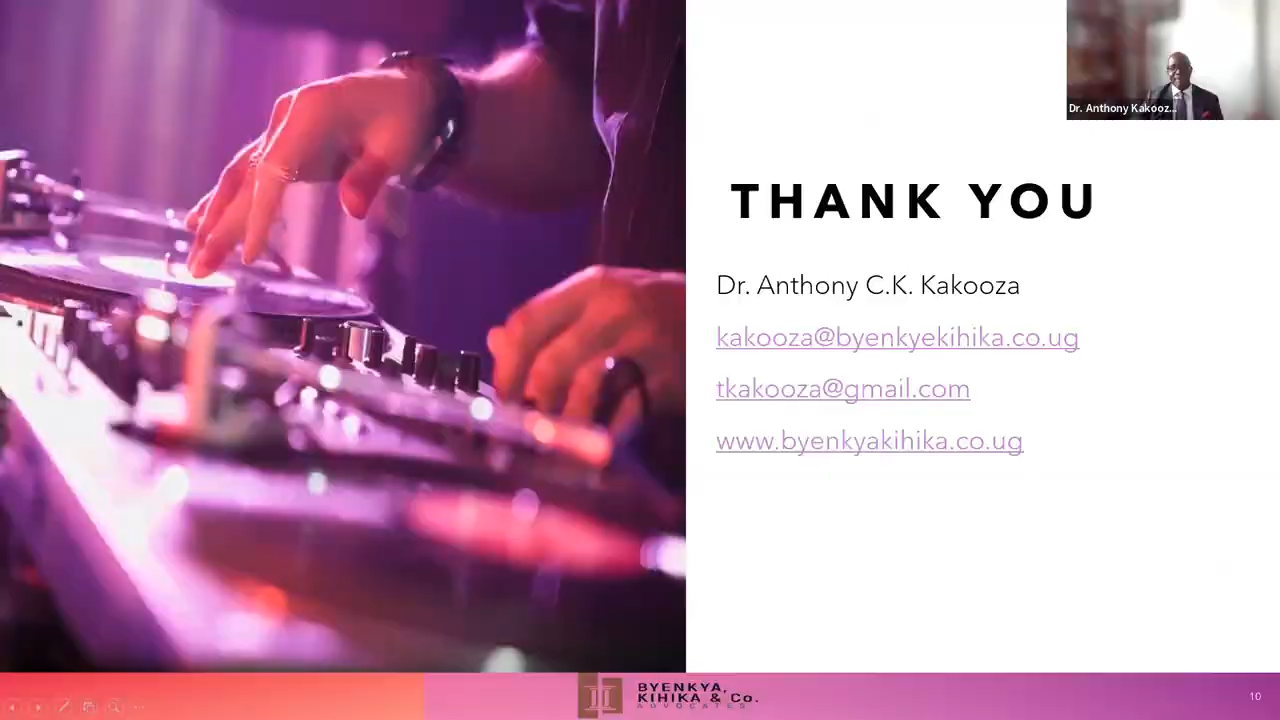 Dr. Anthony Kakooz...
THANK YOU
Dr. Anthony C.K. Kakooza
kakooza@byenkyekihika.co.ug
tkakooza@gmail.com
www.byenkyakihika.co.ug
BYENKYA,
KIHIKA & Co.
ADVOCATES
10